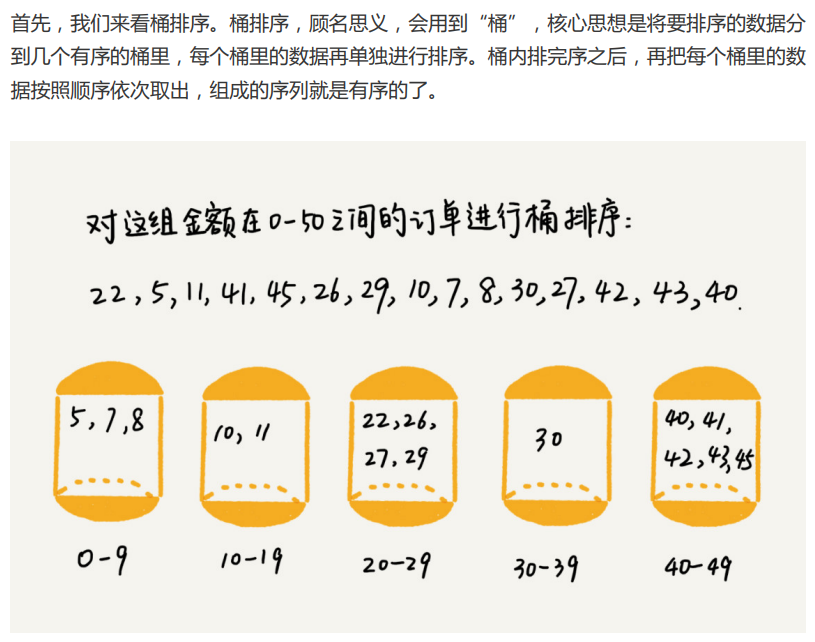 首先，我们来看桶排序。桶排序，顾名思义，会用到“桶”，核心思想是将要排序的数据分
到几个有序的桶里，每个桶里的数据再单独进行排序。桶内排完序之后，再把每个桶里的数
据按照顺序依次取出，组成的序列就是有序的了。
对这组金额在0-50之间的订单进行桶排序：
22, 5, 11, 41, 45, 26, 29, 10, 7, 8, 30, 27, 42, 43, 40.
5, 7, 8
0-9
10, 11
10-19
22, 26,
27, 29
20-29
30
30-39
40, 41,
42, 43, 45
40-49